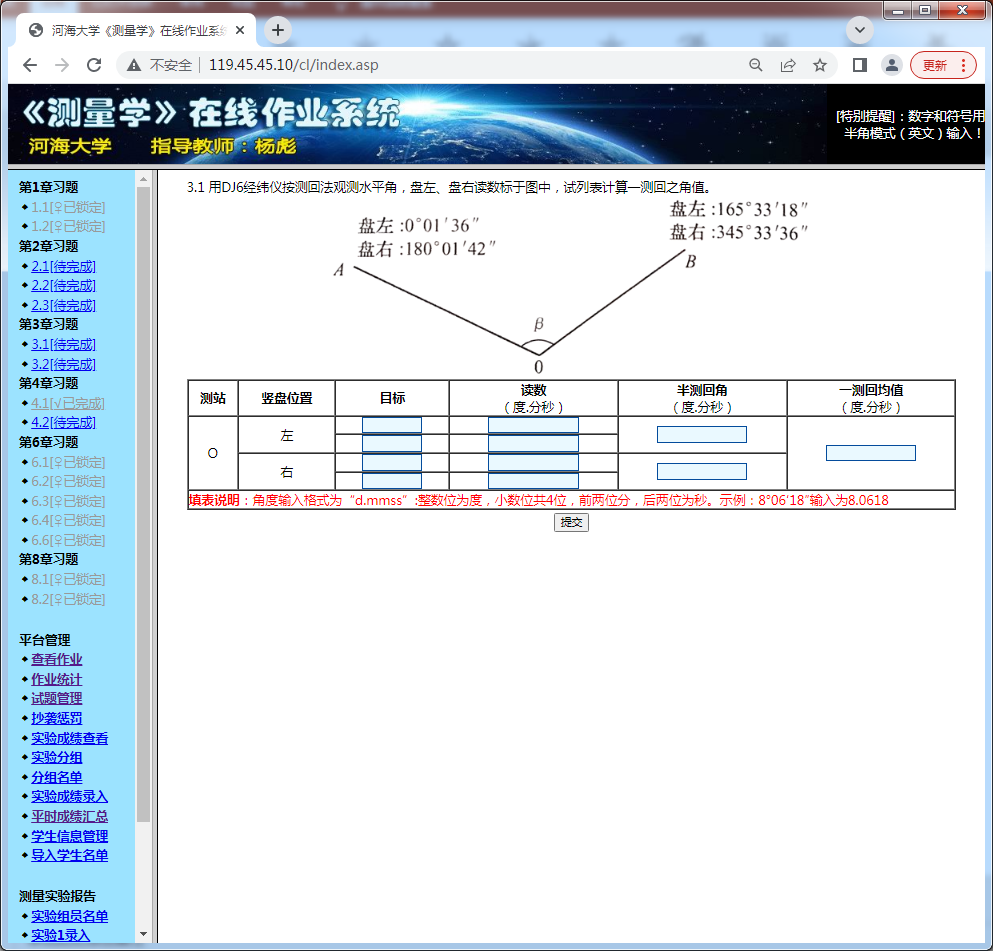 河海大学《测量学》在线作业系
不安全 119.45.45.10/cl/index.asp 更新
《测量学》在线作业系统
河海大学 指导教师：杨彪
[特别提醒]：数字和符号用
半角模式（英文）输入！
第1章习题
1.1[♀已锁定]
1.2[♀已锁定]
第2章习题
2.1[待完成]
2.2[待完成]
2.3[待完成]
第3章习题
3.1[待完成]
3.2[待完成]
第4章习题
4.1[√已完成]
4.2[待完成]
第6章习题
6.1[♀已锁定]
6.2[♀已锁定]
6.3[♀已锁定]
6.4[♀已锁定]
6.6[♀已锁定]
第8章习题
8.1[♀已锁定]
8.2[♀已锁定]
平台管理
查看作业
作业统计
试题管理
抄袭惩罚
实验成绩查看
实验分组
分组名单
实验成绩录入
平时成绩汇总
学生信息管理
导入学生名单
测量实验报告
实验组员名单
实验1录入
3.1 用DJ6经纬仪按测回法观测水平角，盘左、盘右读数标于图中，试列表计算一测回之角值。
盘左 :0°01′36″
盘右 :180°01′42″
盘左 :165°33′18″
盘右 :345°33′36″
A
B
β
0
测站 竖盘位置 目标 读数 半测回角 一测回均值
（度.分秒） （度.分秒） （度.分秒）
O 左
右
填表说明：角度输入格式为“d.mmss”;整数位为度，小数位共4位，前两位分，后两位为秒。示例：8°06′18″输入为8.0618
提交